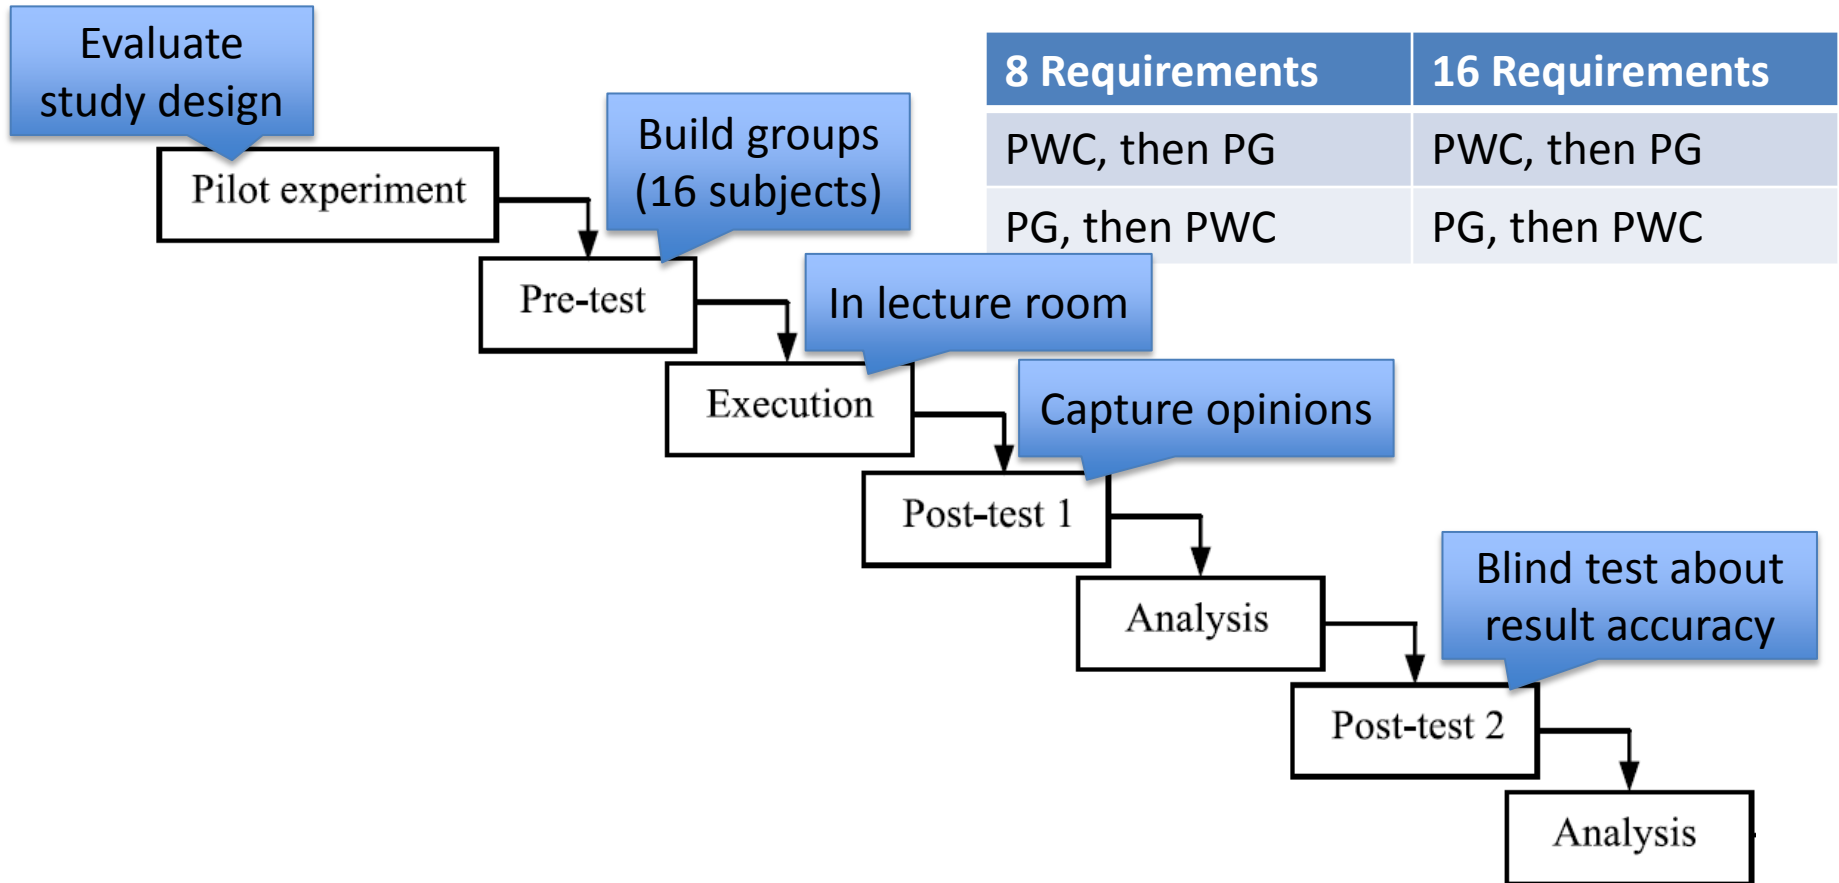 Evaluate
study design
8 Requirements
16 Requirements
PWC, then PG
PWC, then PG
PG, then PWC
PG, then PWC
Pilot experiment
Build groups
(16 subjects)
Pre-test
In lecture room
Execution
Capture opinions
Post-test 1
Analysis
Blind test about
result accuracy
Post-test 2
Analysis